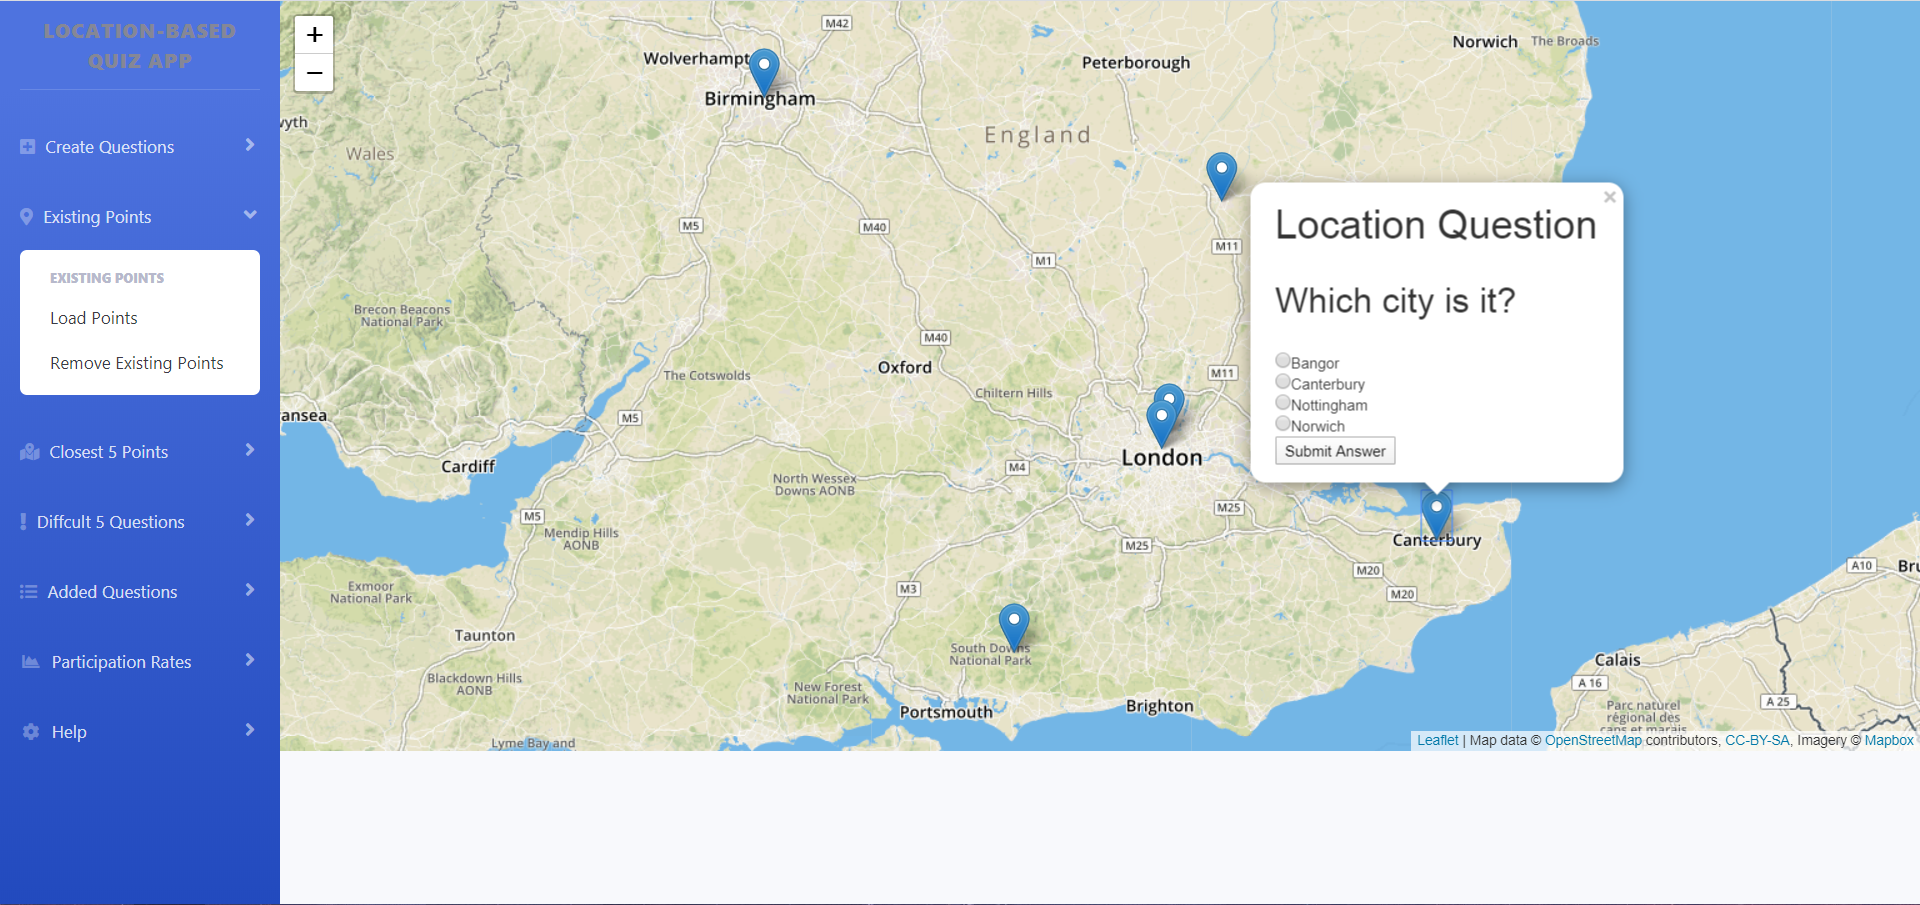 LOCATION-BASED
QUIZ APP
Create Questions
Existing Points
EXISTING POINTS
Load Points
Remove Existing Points
Closest 5 Points
Diffcult 5 Questions
Added Questions
Participation Rates
Help
+
−
M42
Norwich
The Broads
Wolverhampt
Peterborough
Birmingham
yth
England
Wales
M5
M40
M11
M1
Brecon Beacons
National Park
M40
Oxford
The Cotswolds
M11
Chiltern Hills
ansea
M5
London
Cardiff
M4
North Wessex
Downs AONB
M25
M5
Mendip Hills
AONB
Canterbury
M25
A10
Bru
M20
Exmoor
National Park
M3
M20
Taunton
South Downs
National Park
Calais
Blackdown Hills
AONB
A 16
New Forest
National Park
A 25
Portsmouth
Brighton
Parc naturel
régional des
caps et marais
Lyme Bay and
×
Location Question
Which city is it?
Bangor
Canterbury
Nottingham
Norwich
Submit Answer
Leaflet | Map data © OpenStreetMap contributors, CC-BY-SA, Imagery © Mapbox